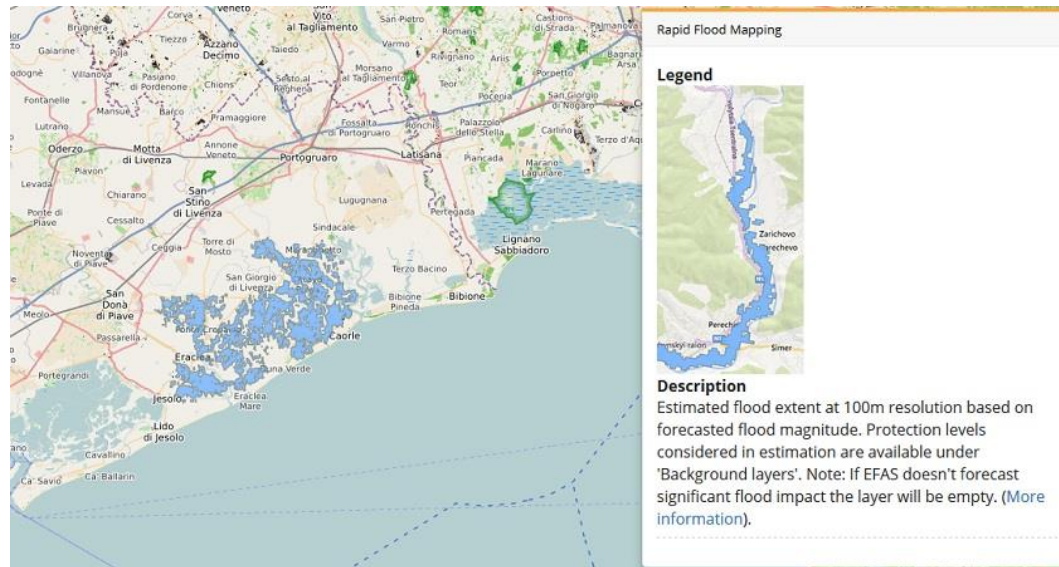 Corva
Veneto
San Vito
al Tagliamento
San Pietro
Castions
di Strada
Palmanova
Brugnera
Tiezzo
Azzano
Decimo
Taiedo
Varmo
Romans
Gaiarine
Rivignano
Ariis
Bagnaria
Arsa
Villanova
Pasiano
di Pordenone
Chions
Sesto al
Reghena
Morsano
al Tagliamento
Teor
Porpetto
Fontanelle
Mansuè
Barco
Pramaggiore
Pocenia
San Giorgio
di Nogaro
Lutrano
Fossalta
di Portogruaro
Ronchis
Palazzolo
dello Stella
Carlino
Oderzo
Motta
di Livenza
Annone
Veneto
Portogruaro
Latisana
Piancada
Marano
Lagunare
Terzo d'Aq
Piavon
Levada
Chiarano
San
Stino
di Livenza
Lugugnana
Pertegada
Ponte di
Piave
Cessalto
Lignano
Sabbiadoro
Sindacale
Noventa
di Piave
Ceggia
Torre di
Mosto
San Giorgio
di Livenza
Terzo Bacino
San
Donà
di Piave
Bibione
Pineda
Bibione
Meolo
Passarella
Caorle
Eraclea
Duna Verde
Portegrandi
Jesolo
Eraclea
Mare
Lido
di Jesolo
Cavallino
Ca' Savio
Ca' Ballarin
Rapid Flood Mapping
Legend
Zarichovo
Simer
Description
Estimated flood extent at 100m resolution based on
forecasted flood magnitude. Protection levels
considered in estimation are available under
'Background layers'. Note: If EFAS doesn't forecast
significant flood impact the layer will be empty. (More
information).